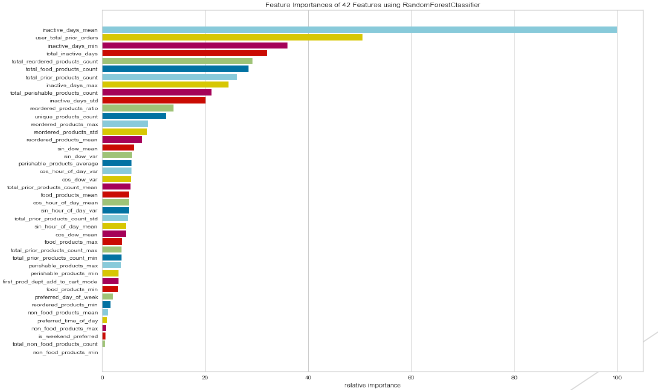 Feature Importances of 42 Features using RandomForestClassifier
inactive_days_mean
user_total_prior_orders
inactive_days_min
total_inactive_days
total_reordered_products_count
total_food_products_count
total_prior_products_count
inactive_days_max
total_perishable_products_count
inactive_days_std
reordered_products_ratio
unique_products_count
reordered_products_max
reordered_products_std
reordered_products_mean
sin_dow_mean
sin_dow_var
perishable_products_average
cos_hour_of_day_var
cos_dow_var
total_prior_products_count_mean
food_products_mean
cos_hour_of_day_mean
sin_hour_of_day_var
total_prior_products_count_std
sin_hour_of_day_mean
cos_dow_mean
food_products_max
total_prior_products_count_max
total_prior_products_count_min
perishable_products_max
perishable_products_min
first_prod_dept_add_to_cart_mode
food_products_min
preferred_day_of_week
reordered_products_min
non_food_products_mean
preferred_time_of_day
non_food_products_max
is_weekend_preferred
total_non_food_products_count
non_food_products_min
0 20 40 60 80 100
relative importance